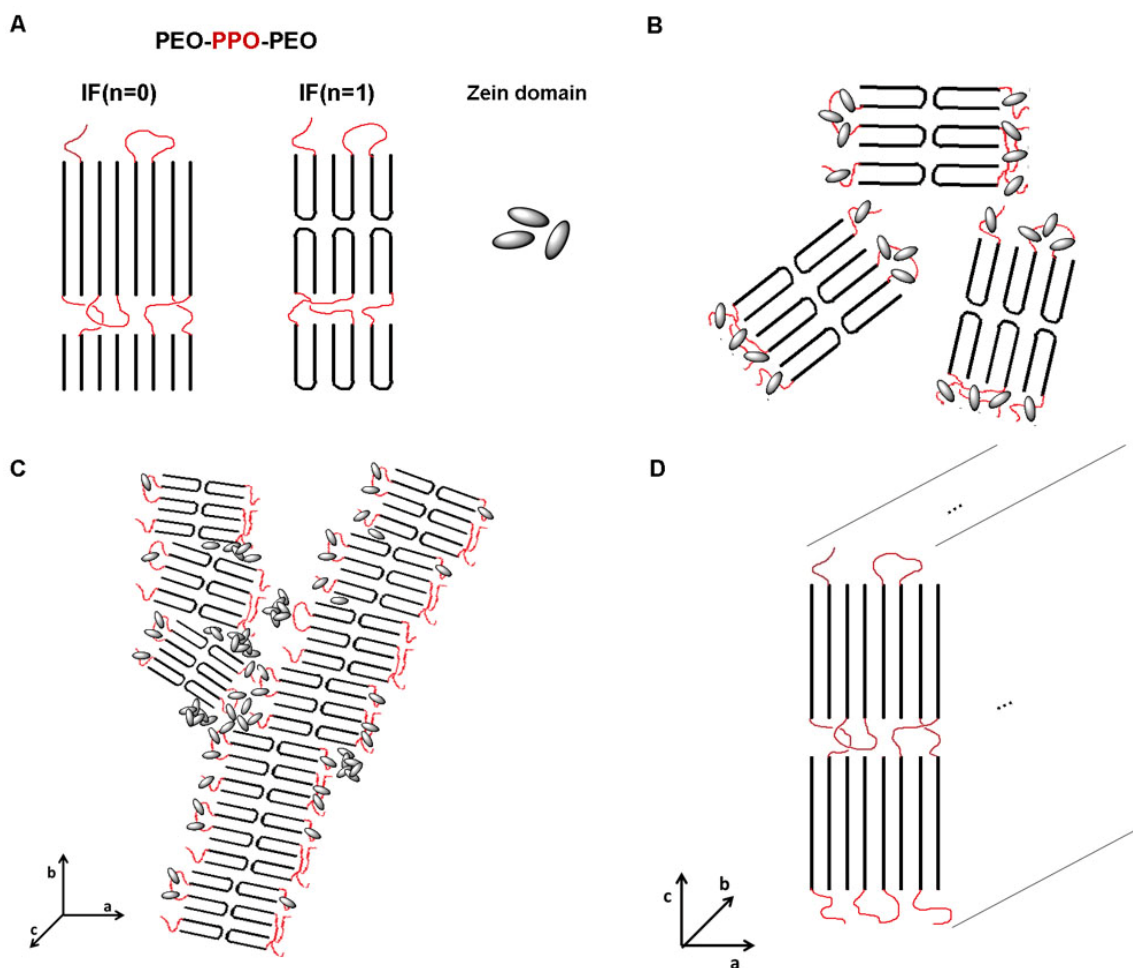 A
PEO-PPO-PEO
IF(n=0)
IF(n=1)
Zein domain
B
C
b
a
c
D
...
...
c
b
a